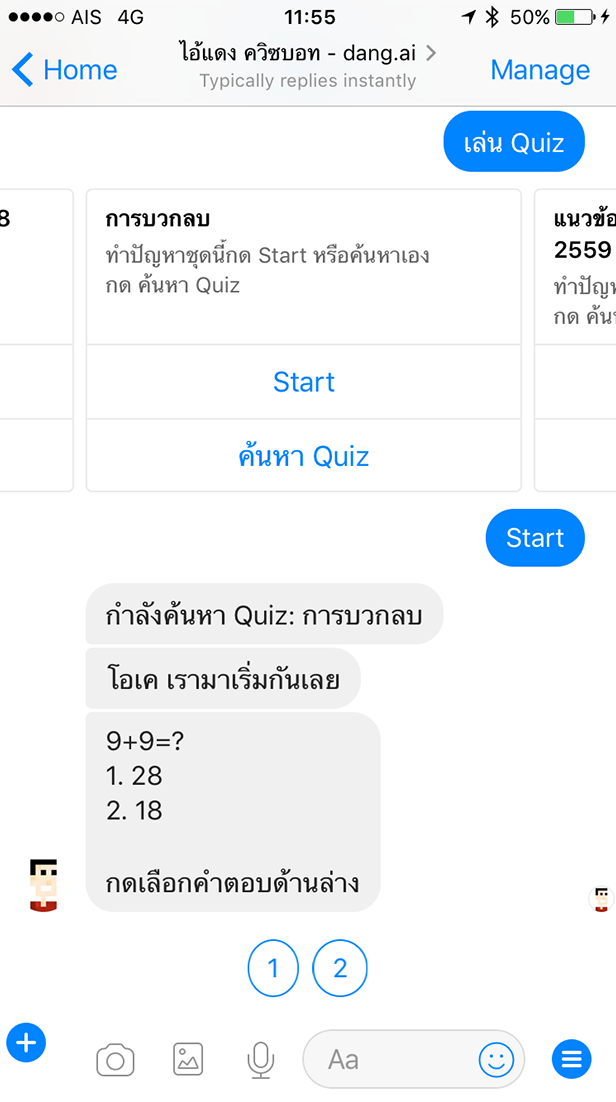 AIS 4G
11:55
50%
Home
ไอ้แดง ควิซบอท - dang.ai
Typically replies instantly
Manage
เล่น Quiz
8
การบวกลบ
ทำปัญหาชุดนี้กด Start หรือค้นหาเอง
กด ค้นหา Quiz
Start
ค้นหา Quiz
แนวข้อ
2559
ทำปัญห
กด ค้น
Start
กำลังค้นหา Quiz: การบวกลบ
โอเค เรามาเริ่มกันเลย
9+9=?
1. 28
2. 18
กดเลือกคำตอบด้านล่าง
1
2
Aa